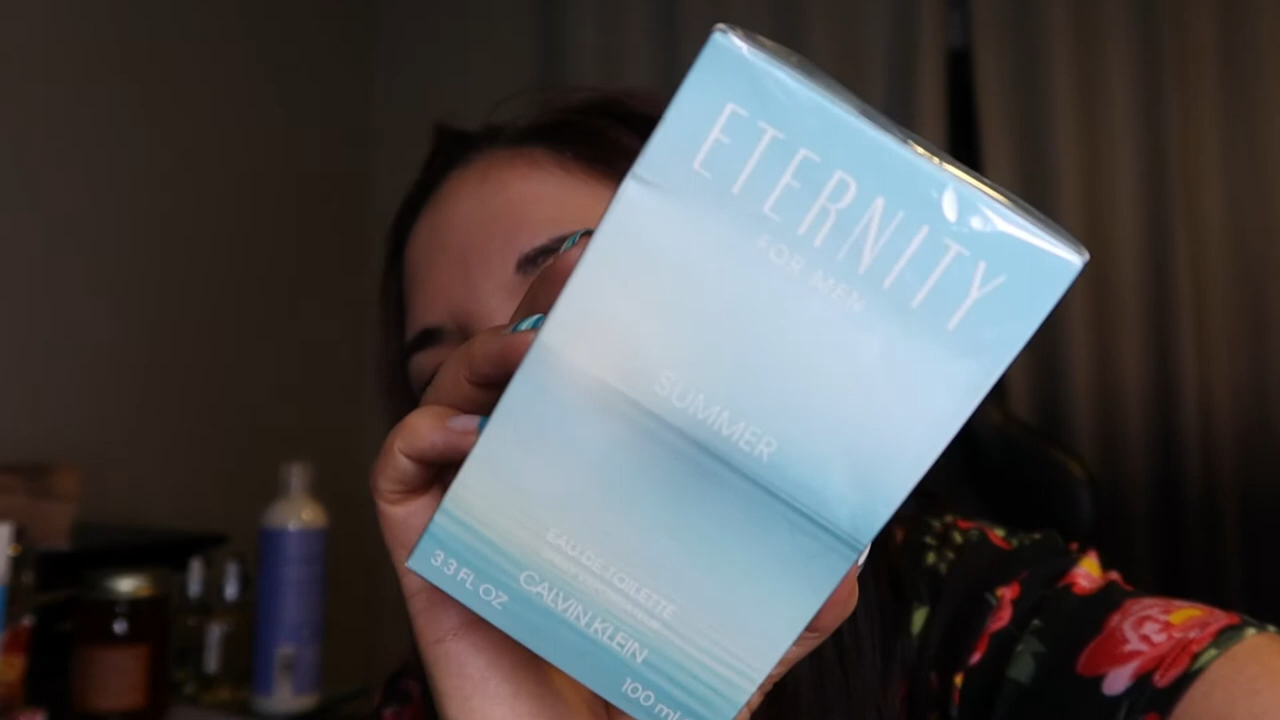 ETERNITY
FOR MEN
SUMMER
EAU DE TOILETTE
CALVIN KLEIN
3.3 FL OZ
100 ml